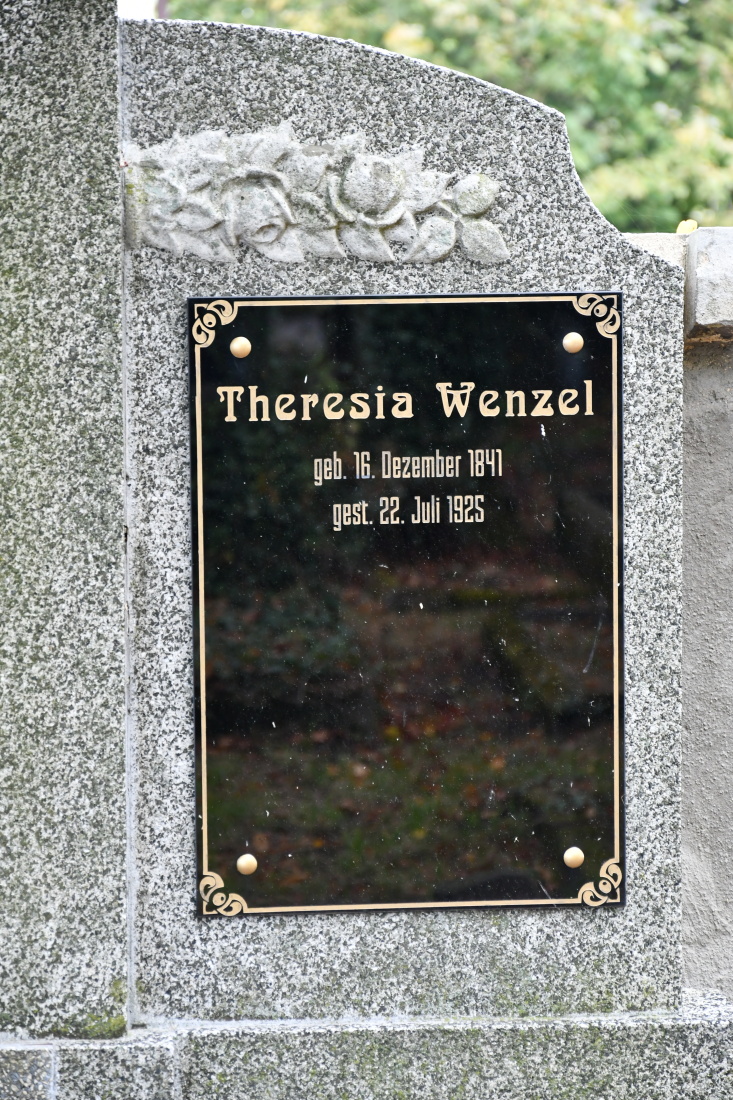 Theresia Wenzel
geb. 16. Dezember 1841
gest. 22. Juli 1925